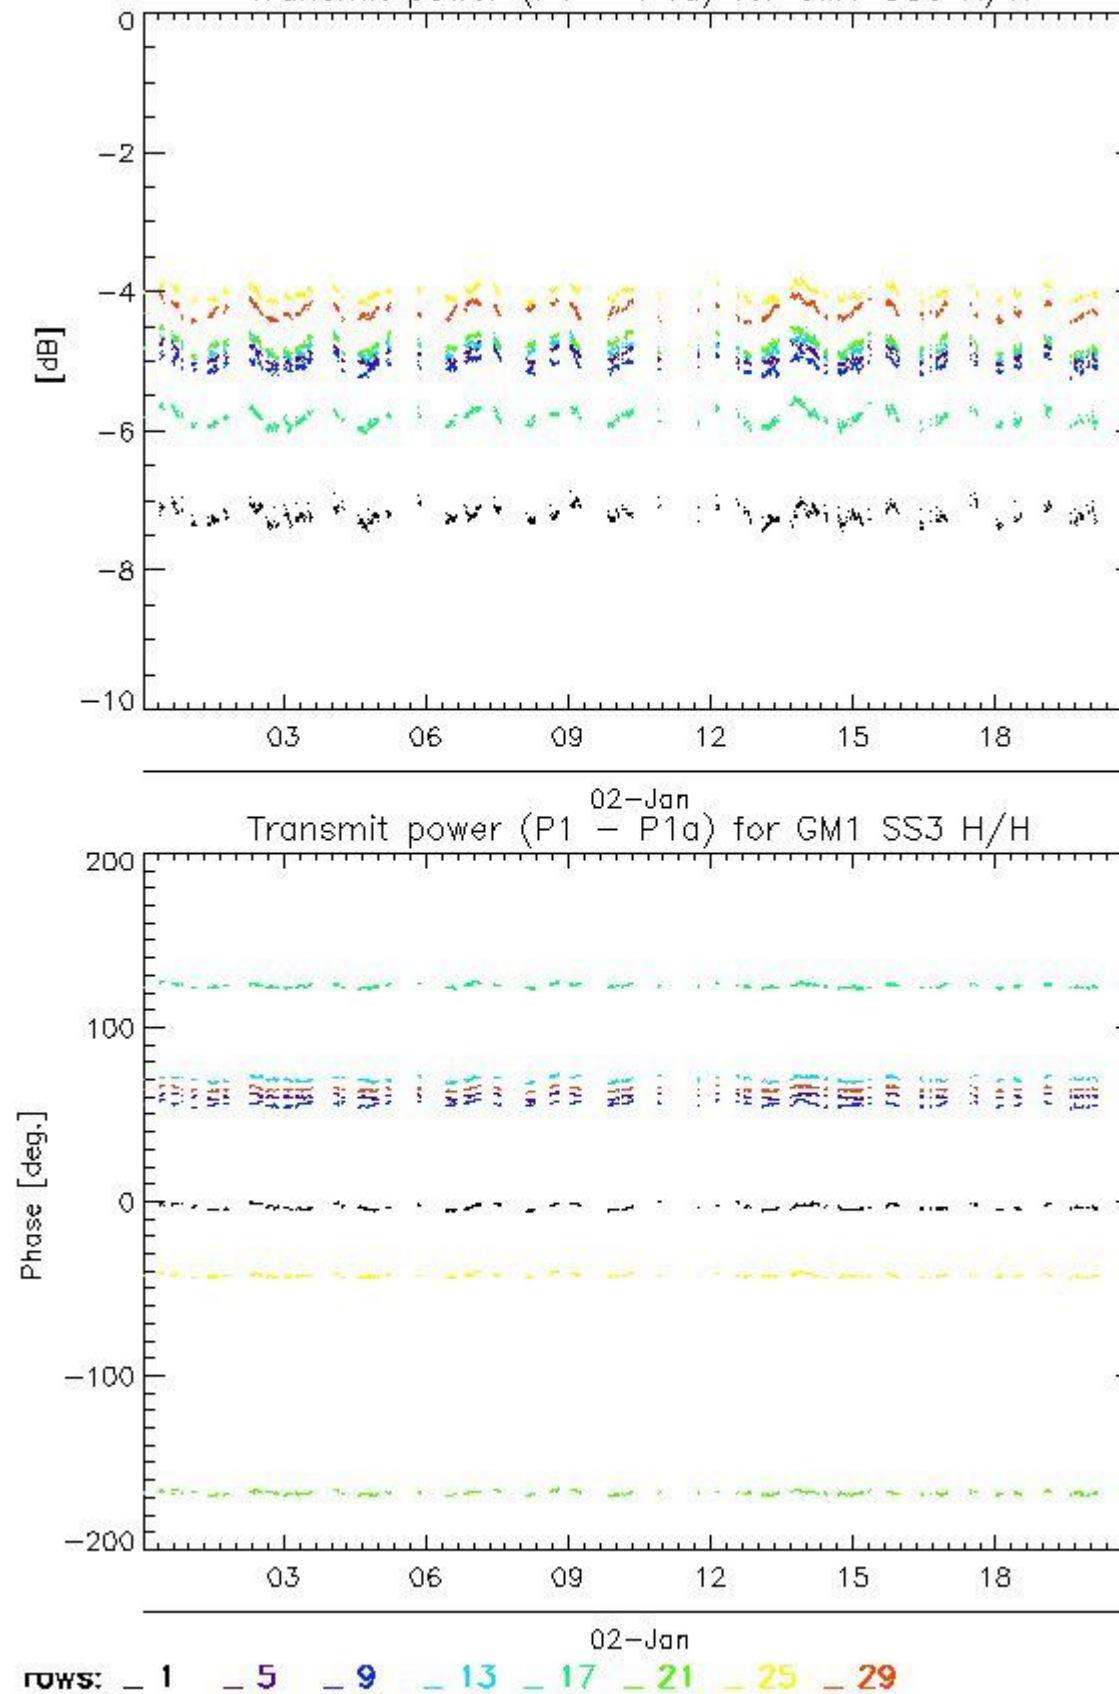 0
−2
−4
[dB]
−6
−8
−10
03 06 09 12 15 18
02−Jan
Transmit power (P1 − P1a) for GM1 SS3 H/H
200
100
Phase [deg.]
0
−100
−200
03 06 09 12 15 18
02−Jan
rows: _ 1 _ 5 _ 9 _ 13 _ 17 _ 21 _ 25 _ 29